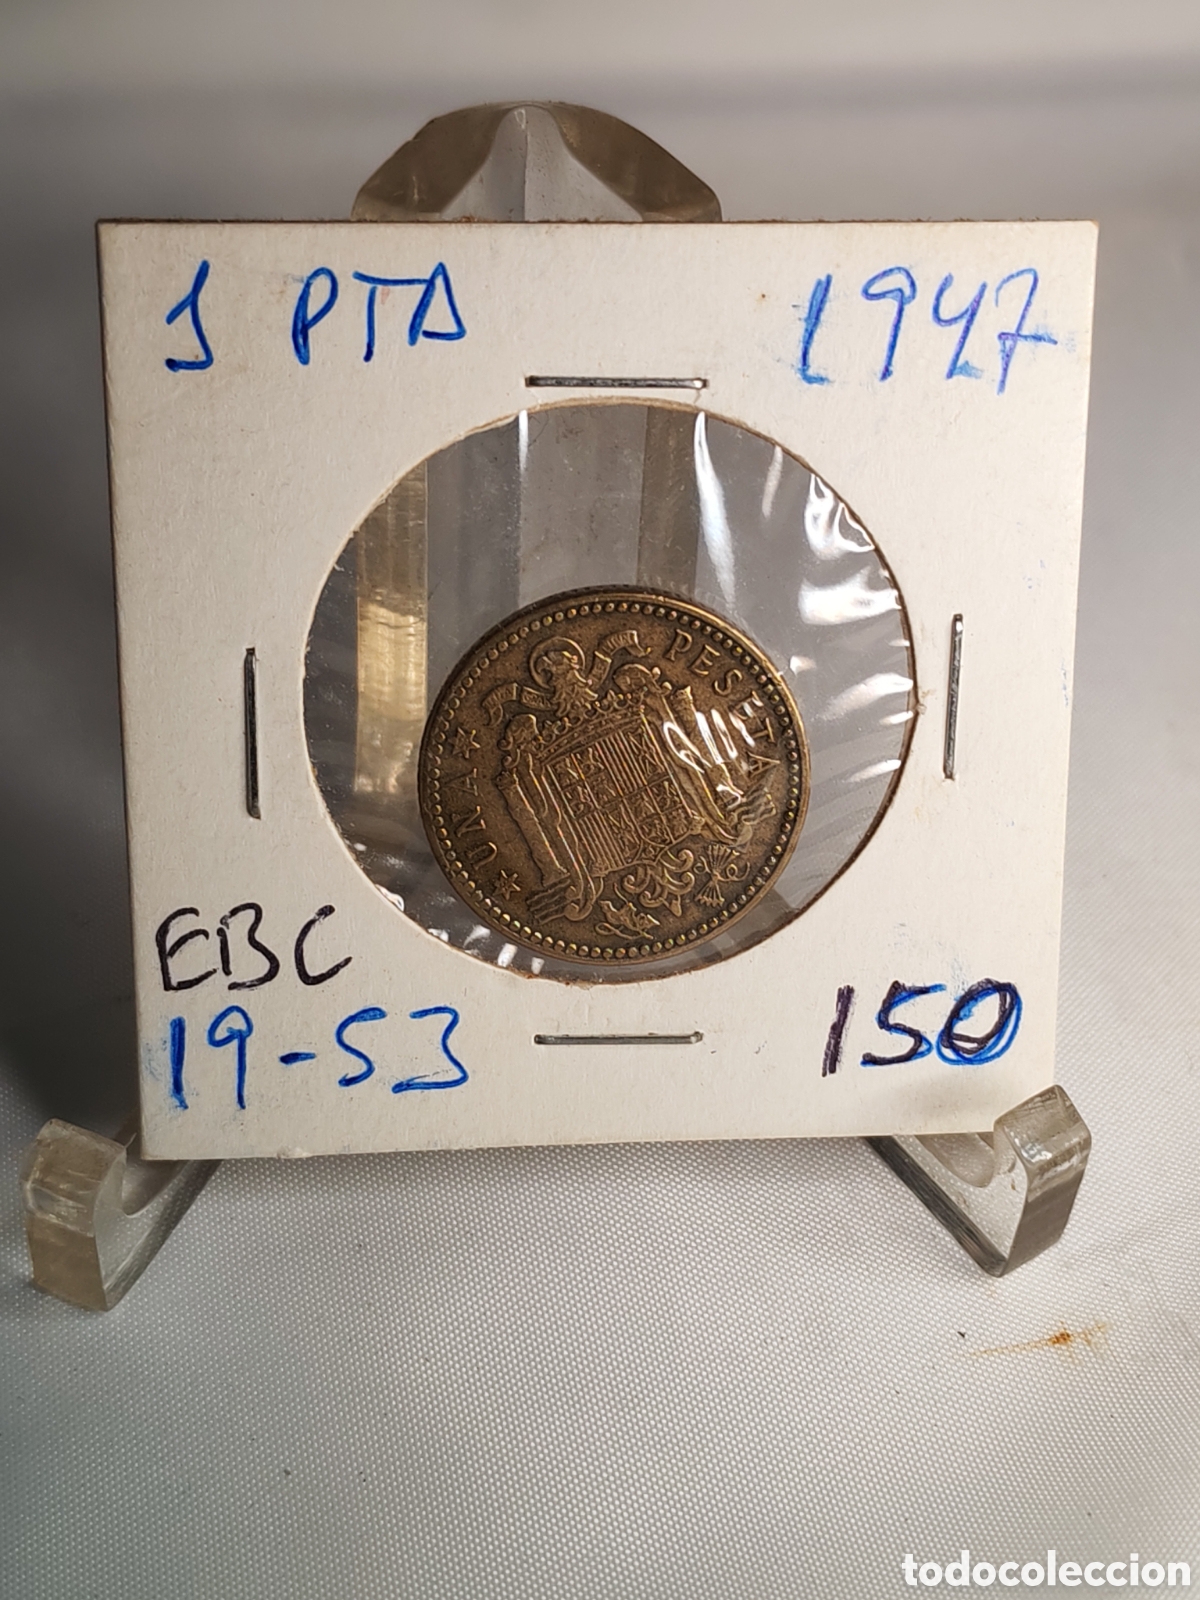 1 PTA 1947
UNA PESETA
EBC
19-53 150
todocoleccion